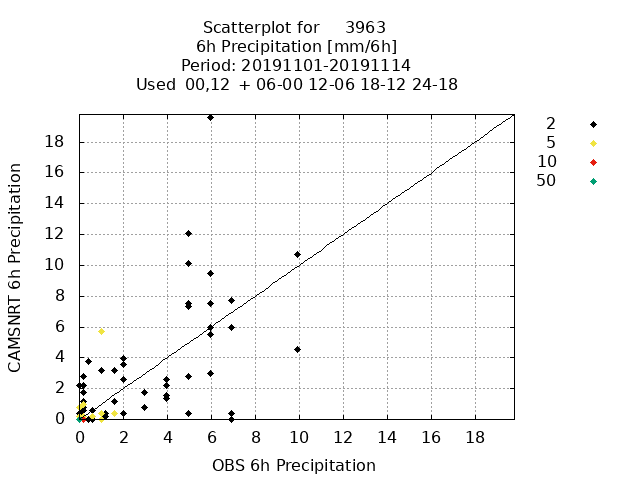 Scatterplot for 3963
6h Precipitation [mm/6h]
Period: 20191101-20191114
Used 00,12 + 06-00 12-06 18-12 24-18
2
5
10
50
18
16
14
12
10
8
6
4
2
0
CAMSNRT 6h Precipitation
0 2 4 6 8 10 12 14 16 18
OBS 6h Precipitation